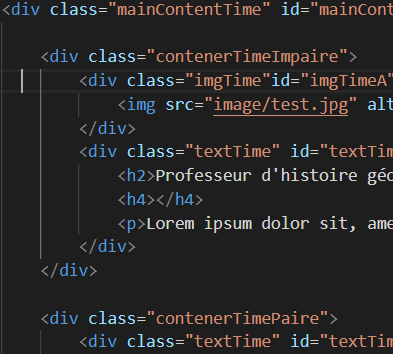 <div class="mainContentTime" id="mainCont
<div class="contenerTimeImpaire">
<div class="imgTime"id="imgTimeA"
<img src="image/test.jpg" alt
</div>
<div class="textTime" id="textTim
<h2>Professeur d'histoire géo
<h4></h4>
<p>Lorem ipsum dolor sit, ame
</div>
</div>
<div class="contenerTimePaire">
<div class="textTime" id="textTim